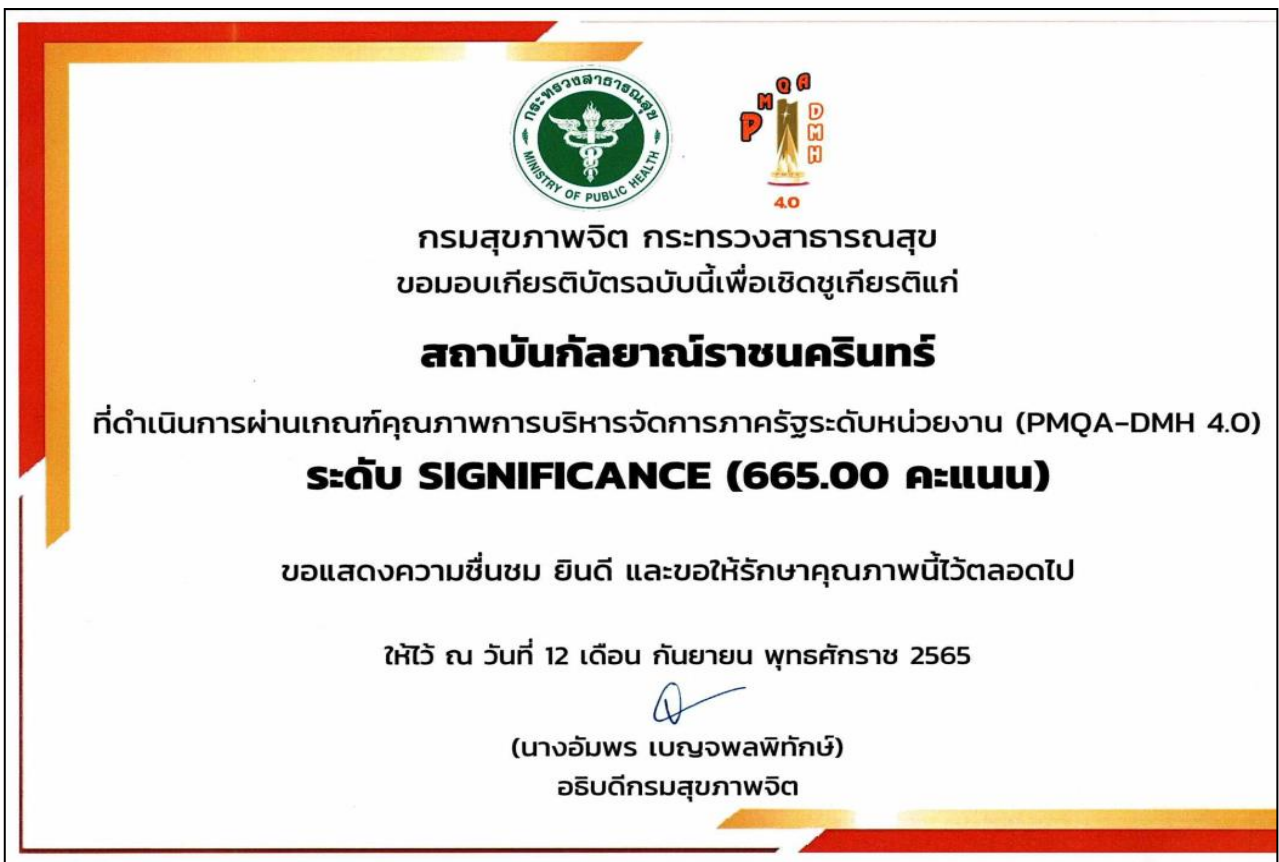 กระทรวงสาธารณสุข
MINISTRY OF PUBLIC HEALTH
PMQA DMH
4.0
กรมสุขภาพจิต กระทรวงสาธารณสุข
ขอมอบเกียรติบัตรฉบับนี้เพื่อเชิดชูเกียรติแก่
สถาบันกัลยาณ์ราชนครินทร์
ที่ดำเนินการผ่านเกณฑ์คุณภาพการบริหารจัดการภาครัฐระดับหน่วยงาน (PMQA-DMH 4.0)
ระดับ SIGNIFICANCE (665.00 คะแนน)
ขอแสดงความชื่นชม ยินดี และขอให้รักษาคุณภาพนี้ไว้ตลอดไป
ให้ไว้ ณ วันที่ 12 เดือน กันยายน พุทธศักราช 2565
(นางอัมพร เบญจพลพิทักษ์)
อธิบดีกรมสุขภาพจิต